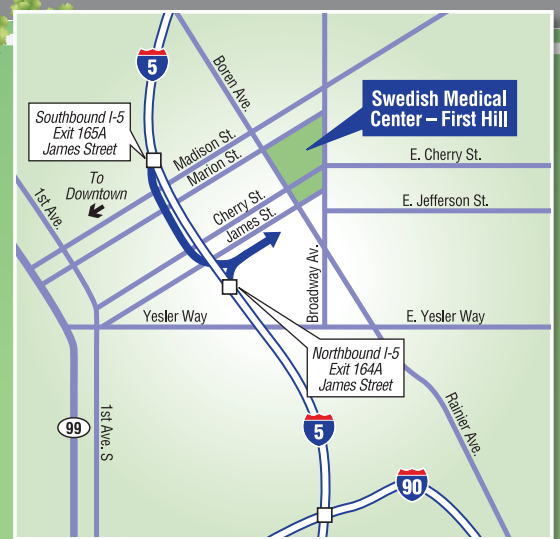 5
Boren Ave.
Swedish Medical
Center – First Hill
Southbound I-5
Exit 165A
James Street
Madison St.
Marion St.
E. Cherry St.
To
Downtown
1st Ave.
Cherry St.
James St.
E. Jefferson St.
Broadway Av.
Yesler Way
E. Yesler Way
Northbound I-5
Exit 164A
James Street
Rainier Ave.
99
1st Ave. S
5
90